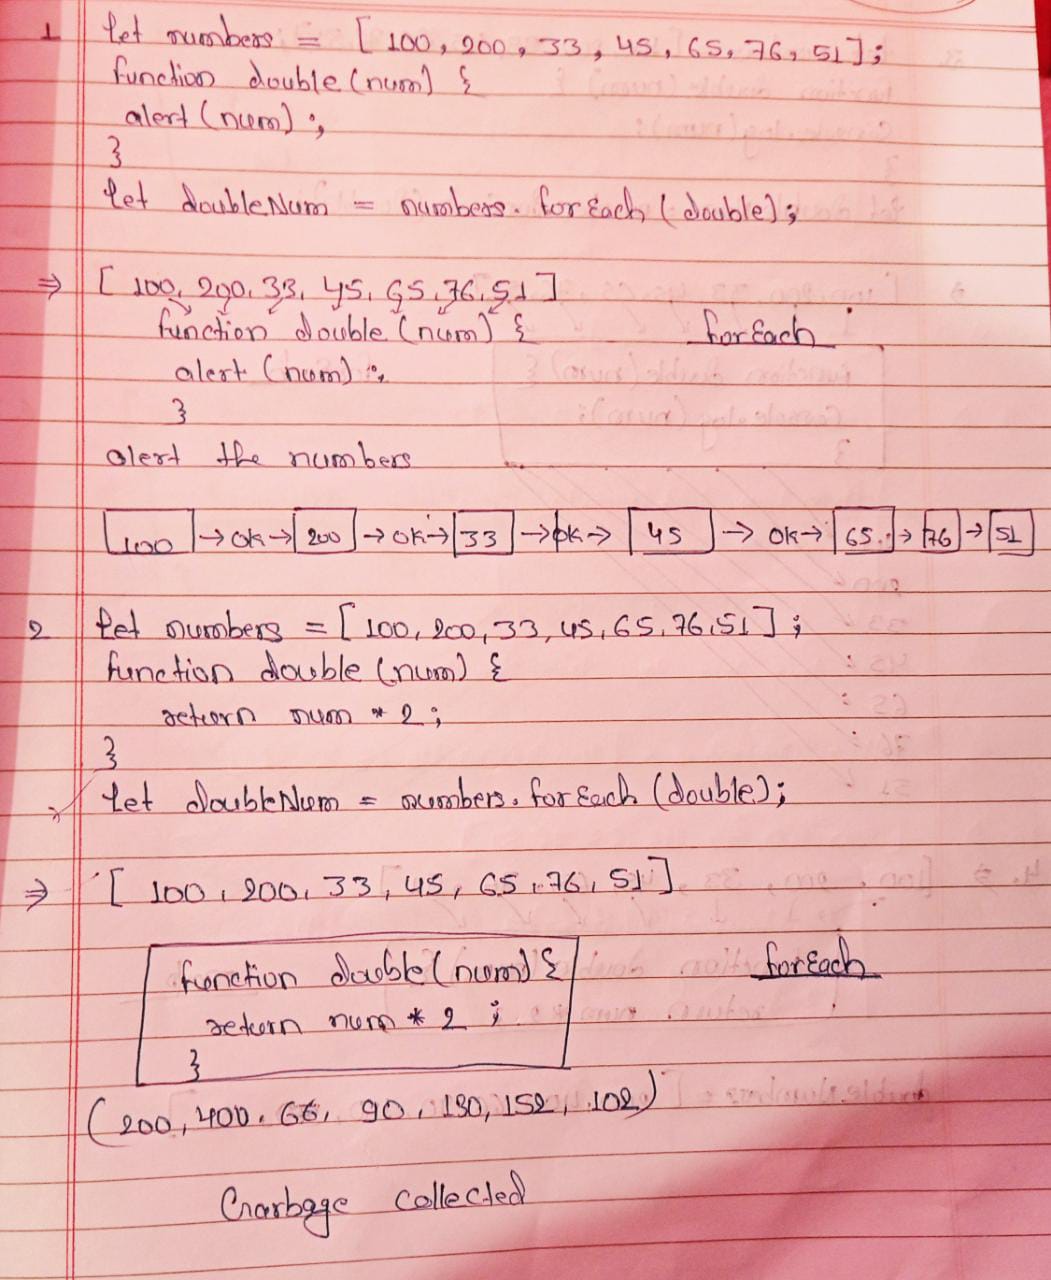 1 let numbers = [ 100, 200, 33, 45, 65, 76, 51 ];
function double (num) {
alert (num) ;
}
let doubleNum = numbers. forEach ( double );
⇒ [ 100, 200, 33, 45, 65, 76, 51 ]
function double (num) { forEach
alert (num) ;
}
alert the numbers
100 → ok → 200 → ok → 33 → ok → 45 → ok → 65 → 76 → 51
2 let numbers = [ 100, 200, 33, 45, 65, 76, 51 ] ;
function double (num) {
return num * 2 ;
}
let doubleNum = numbers. forEach (double);
⇒ [ 100, 200, 33, 45, 65, 76, 51 ]
function double (num) { forEach
return num * 2 ;
}
(200, 400, 66, 90, 130, 152, 102)
Garbage collected